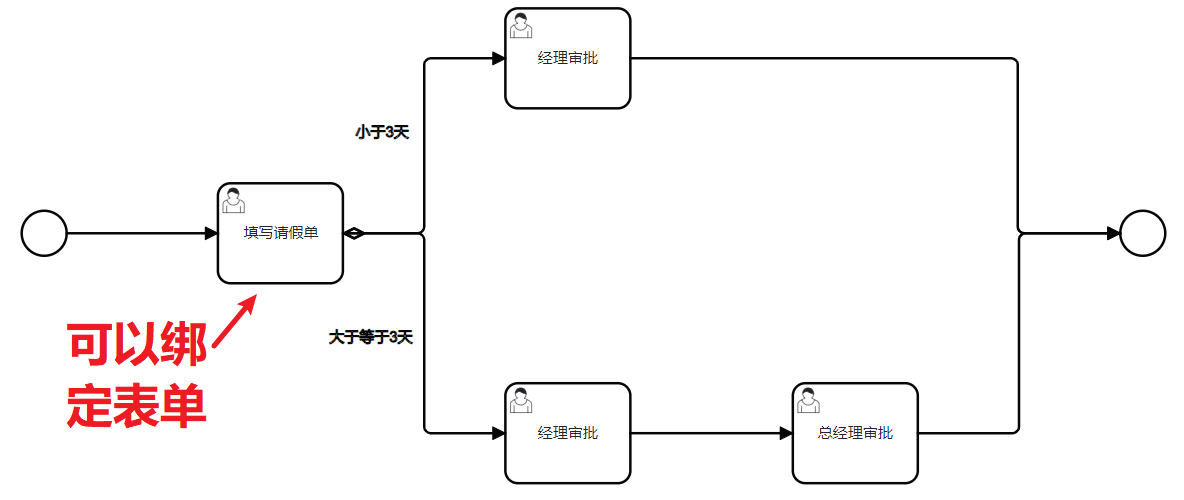 经理审批
小于3天
填写请假单
可以绑
定表单
大于等于3天
经理审批
总经理审批